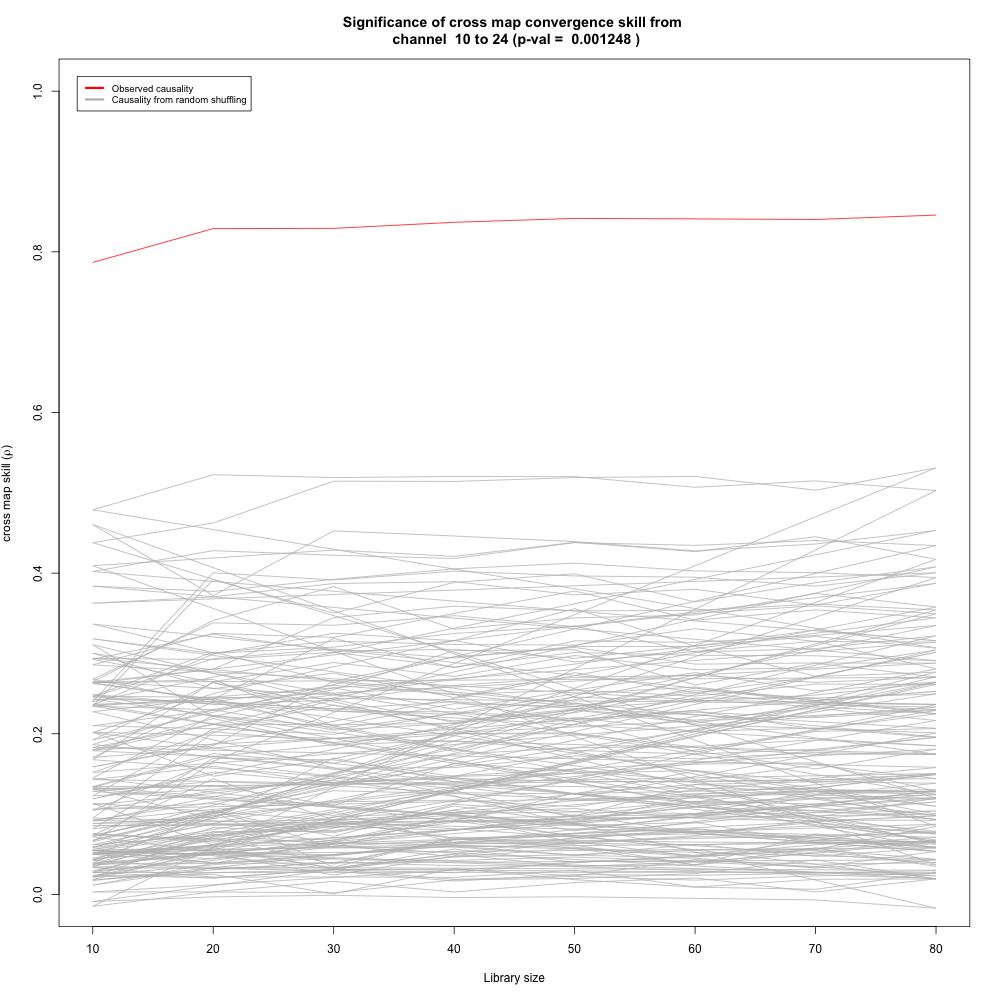 Significance of cross map convergence skill from
channel  10 to 24 (p-val =  0.001248 )
Observed causality
Causality from random shuffling
cross map skill (ρ)
1.0
0.8
0.6
0.4
0.2
0.0
10 20 30 40 50 60 70 80
Library size